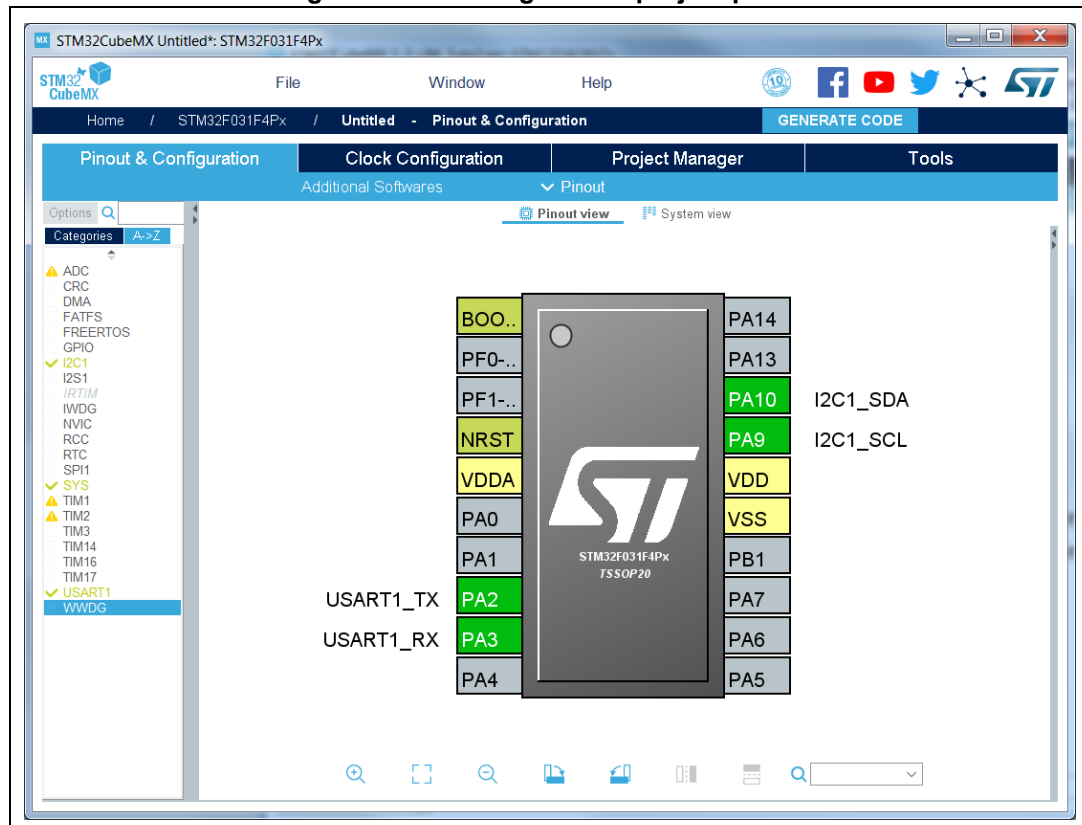 MX STM32CubeMX Untitled*: STM32F031F4Px
STM32 CubeMX File Window Help 10
Home / STM32F031F4Px / Untitled - Pinout & Configuration GENERATE CODE
Pinout & Configuration Clock Configuration Project Manager Tools
Additional Softwares Pinout
Options Pinout view System view
Categories A->Z
ADC
CRC
DMA
FATFS
FREERTOS
GPIO
I2C1
I2S1
IRTIM
IWDG
NVIC
RCC
RTC
SPI1
SYS
TIM1
TIM2
TIM3
TIM14
TIM16
TIM17
USART1
WWDG
BOO.. PA14
PF0-.. PA13
PF1-.. PA10 I2C1_SDA
NRST PA9 I2C1_SCL
VDDA VDD
PA0 VSS
PA1 STM32F031F4Px PB1
TSSOP20
USART1_TX PA2 PA7
USART1_RX PA3 PA6
PA4 PA5